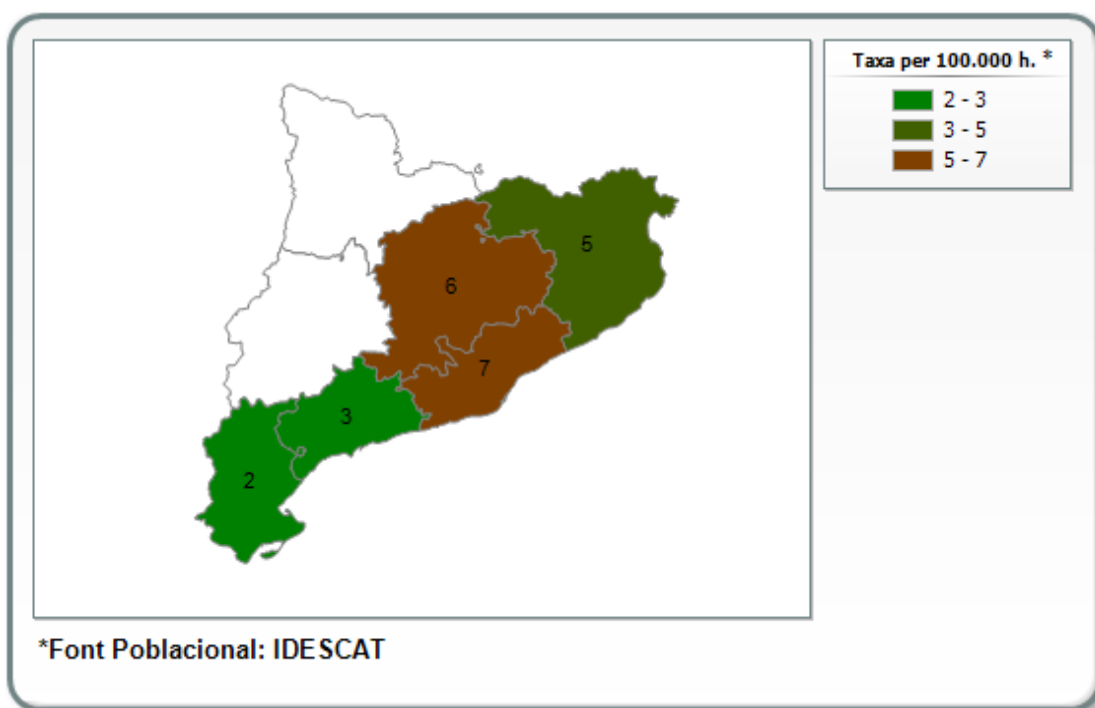 Taxa per 100.000 h. *
2 - 3
3 - 5
5 - 7
5
6
7
3
2
*Font Poblacional: IDESCAT